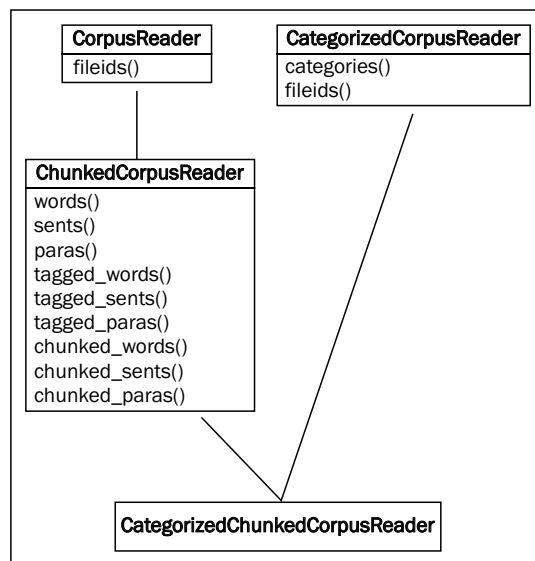 CorpusReader
fileids()
CategorizedCorpusReader
categories()
fileids()
ChunkedCorpusReader
words()
sents()
paras()
tagged_words()
tagged_sents()
tagged_paras()
chunked_words()
chunked_sents()
chunked_paras()
CategorizedChunkedCorpusReader